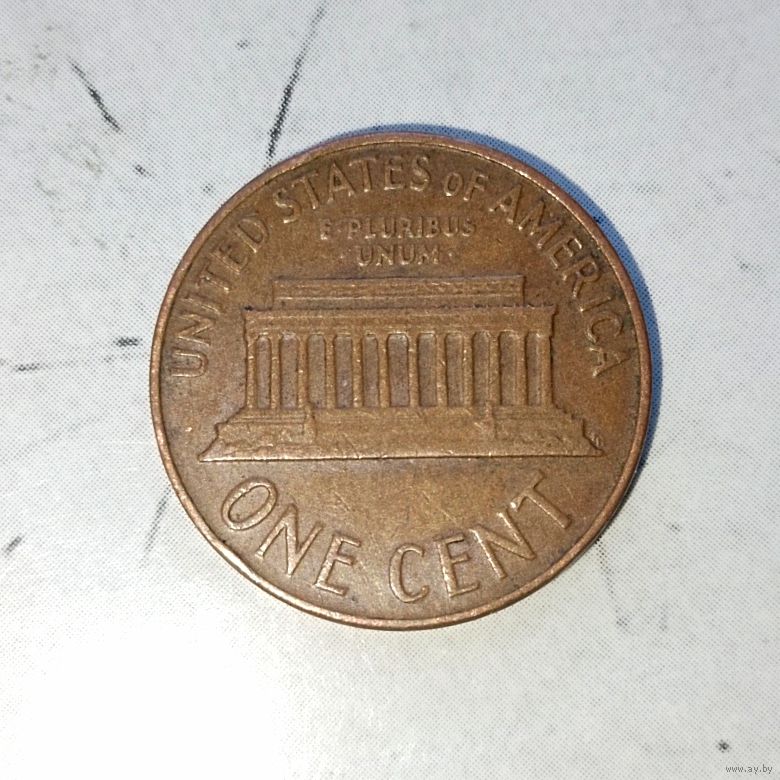 UNITED STATES OF AMERICA
E·PLURIBUS
·UNUM·
ONE CENT
www.ay.by